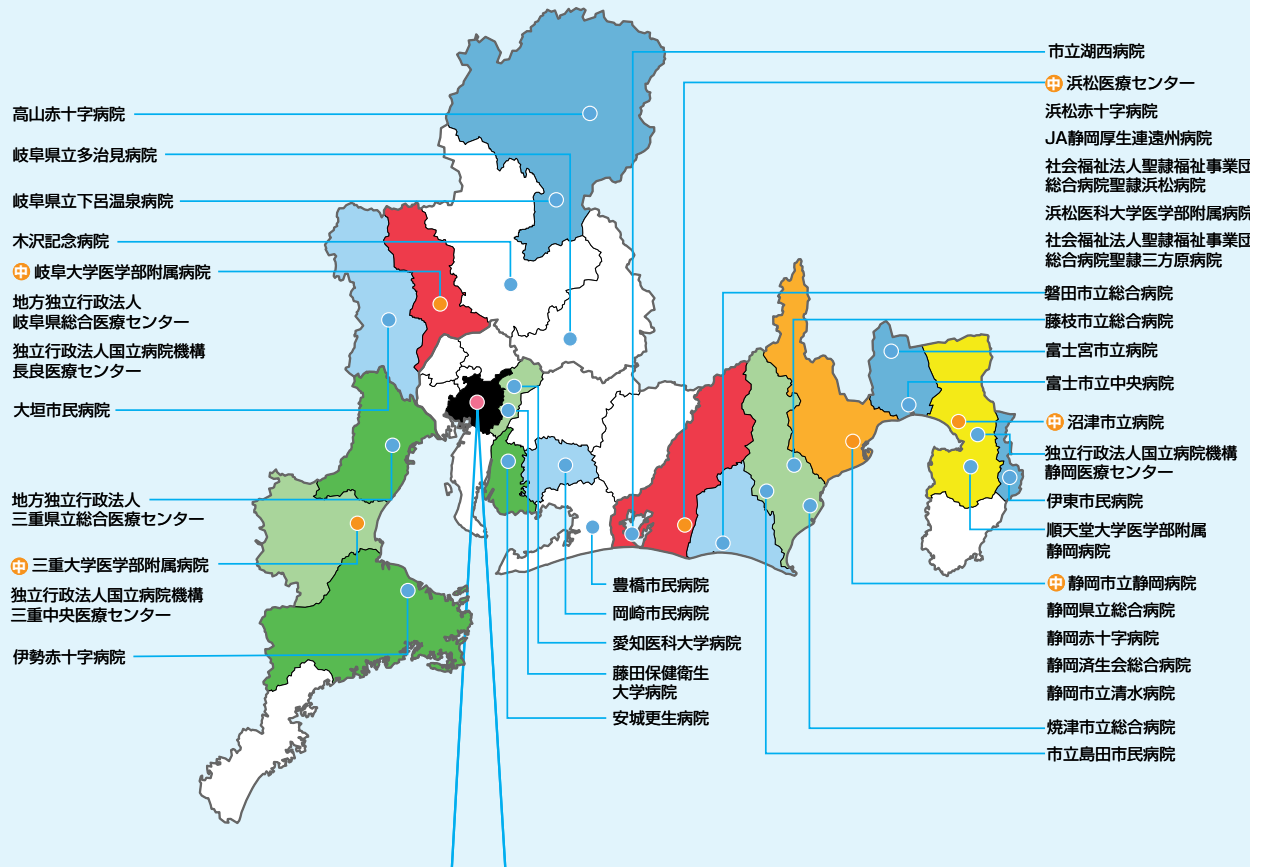 高山赤十字病院
岐阜県立多治見病院
岐阜県立下呂温泉病院
木沢記念病院
中 岐阜大学医学部附属病院
地方独立行政法人
岐阜県総合医療センター
独立行政法人国立病院機構
長良医療センター
大垣市民病院
地方独立行政法人
三重県立総合医療センター
中 三重大学医学部附属病院
独立行政法人国立病院機構
三重中央医療センター
伊勢赤十字病院
豊橋市民病院
岡崎市民病院
愛知医科大学病院
藤田保健衛生
大学病院
安城更生病院
市立湖西病院
中 浜松医療センター
浜松赤十字病院
JA静岡厚生連遠州病院
社会福祉法人聖隷福祉事業団
総合病院聖隷浜松病院
浜松医科大学医学部附属病院
社会福祉法人聖隷福祉事業団
総合病院聖隷三方原病院
磐田市立総合病院
藤枝市立総合病院
富士宮市立病院
富士市立中央病院
中 沼津市立病院
独立行政法人国立病院機構
静岡医療センター
伊東市民病院
順天堂大学医学部附属
静岡病院
中 静岡市立静岡病院
静岡県立総合病院
静岡赤十字病院
静岡済生会総合病院
静岡市立清水病院
焼津市立総合病院
市立島田市民病院